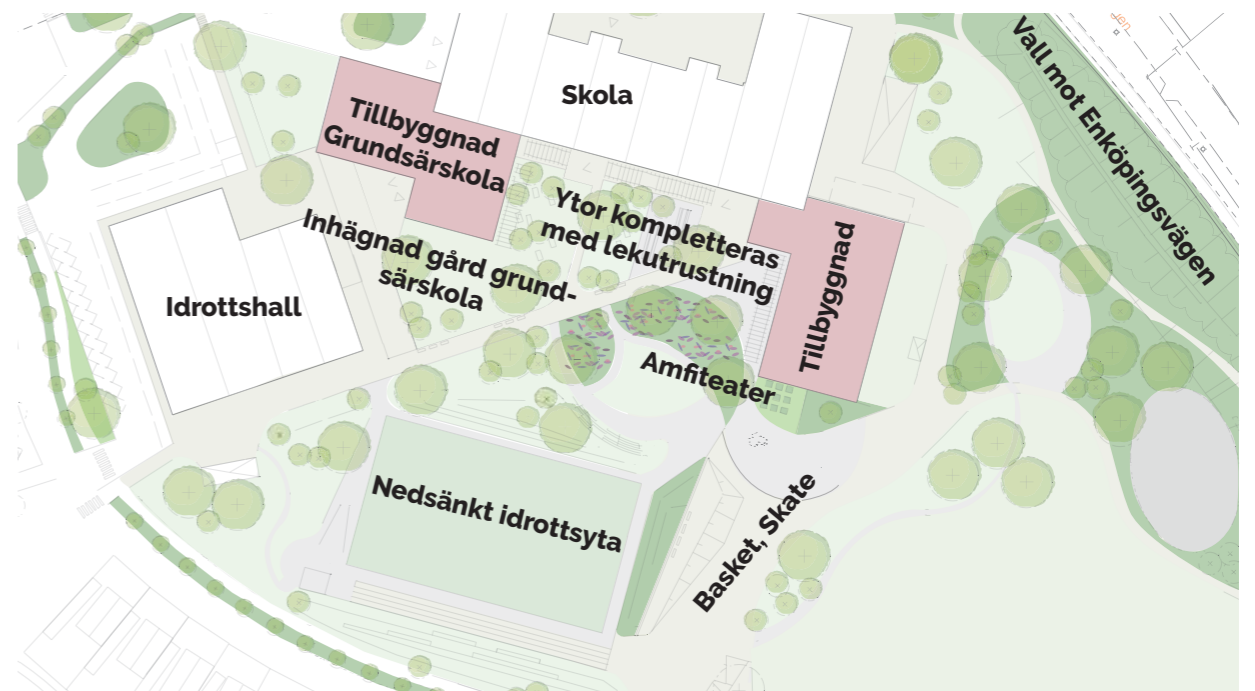 Vall mot Enköpingsvägen
Skola
Tillbyggnad
Grundsärskola
Ytor kompletteras
med lekutrustning
Inhägnad gård grund-
särskola
Tillbyggnad
Idrottshall
Amfiteater
Nedsänkt idrottsyta
Basket, Skate